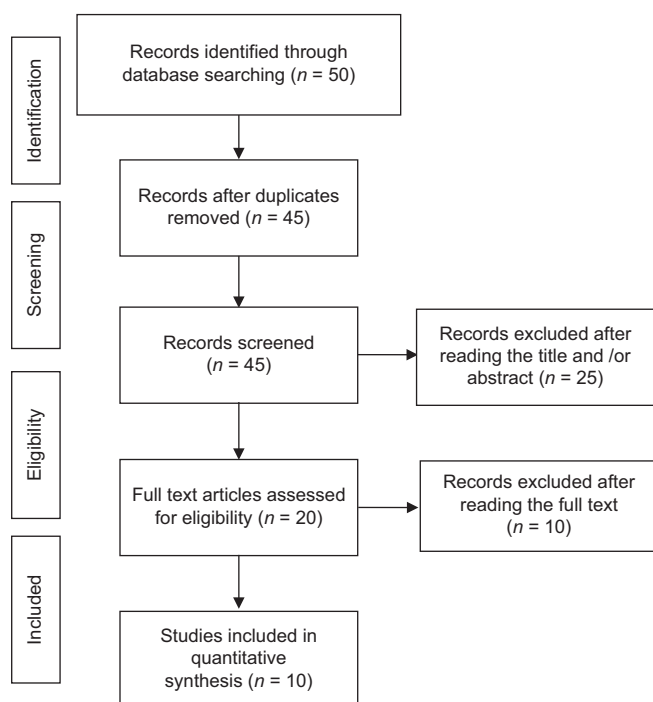 Identification
Records identified through
database searching (n = 50)
Records after duplicates
removed (n = 45)
Screening
Records screened
(n = 45)
Records excluded after
reading the title and /or
abstract (n = 25)
Eligibility
Full text articles assessed
for eligibility (n = 20)
Records excluded after
reading the full text
(n = 10)
Included
Studies included in
quantitative
synthesis (n = 10)